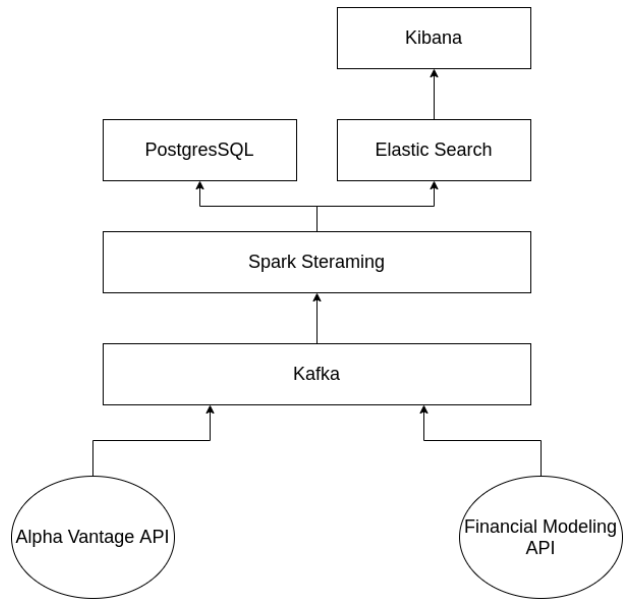 Kibana
PostgresSQL
Elastic Search
Spark Steraming
Kafka
Alpha Vantage API
Financial Modeling
API